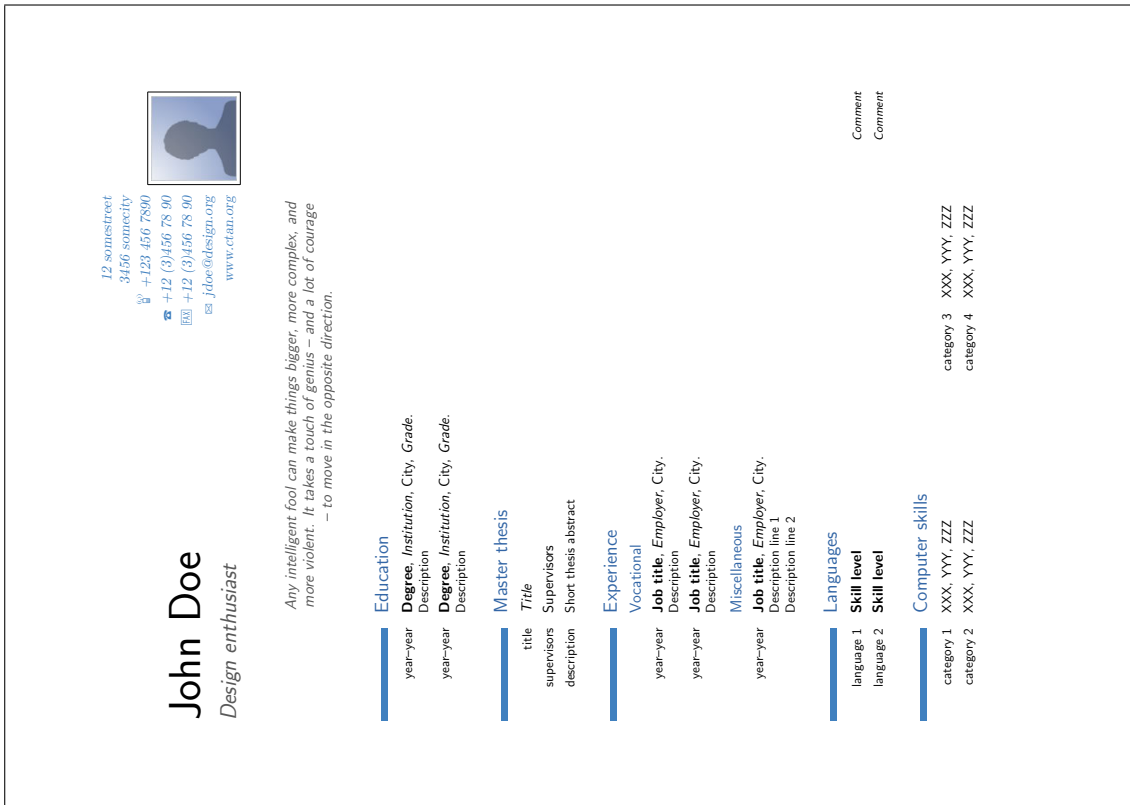 John Doe
Design enthusiast
12 somestreet
3456 somecity
+123 456 7890
+12 (3)456 78 90
FAX +12 (3)456 78 90
jdoe@design.org
www.ctan.org
Any intelligent fool can make things bigger, more complex, and
more violent. It takes a touch of genius – and a lot of courage
– to move in the opposite direction.
Education
year–year Degree, Institution, City, Grade.
Description
year–year Degree, Institution, City, Grade.
Description
Master thesis
title Title
supervisors Supervisors
description Short thesis abstract
Experience
Vocational
year–year Job title, Employer, City.
Description
year–year Job title, Employer, City.
Description
Miscellaneous
year–year Job title, Employer, City.
Description line 1
Description line 2
Languages
language 1 Skill level Comment
language 2 Skill level Comment
Computer skills
category 1 XXX, YYY, ZZZ category 3 XXX, YYY, ZZZ
category 2 XXX, YYY, ZZZ category 4 XXX, YYY, ZZZ